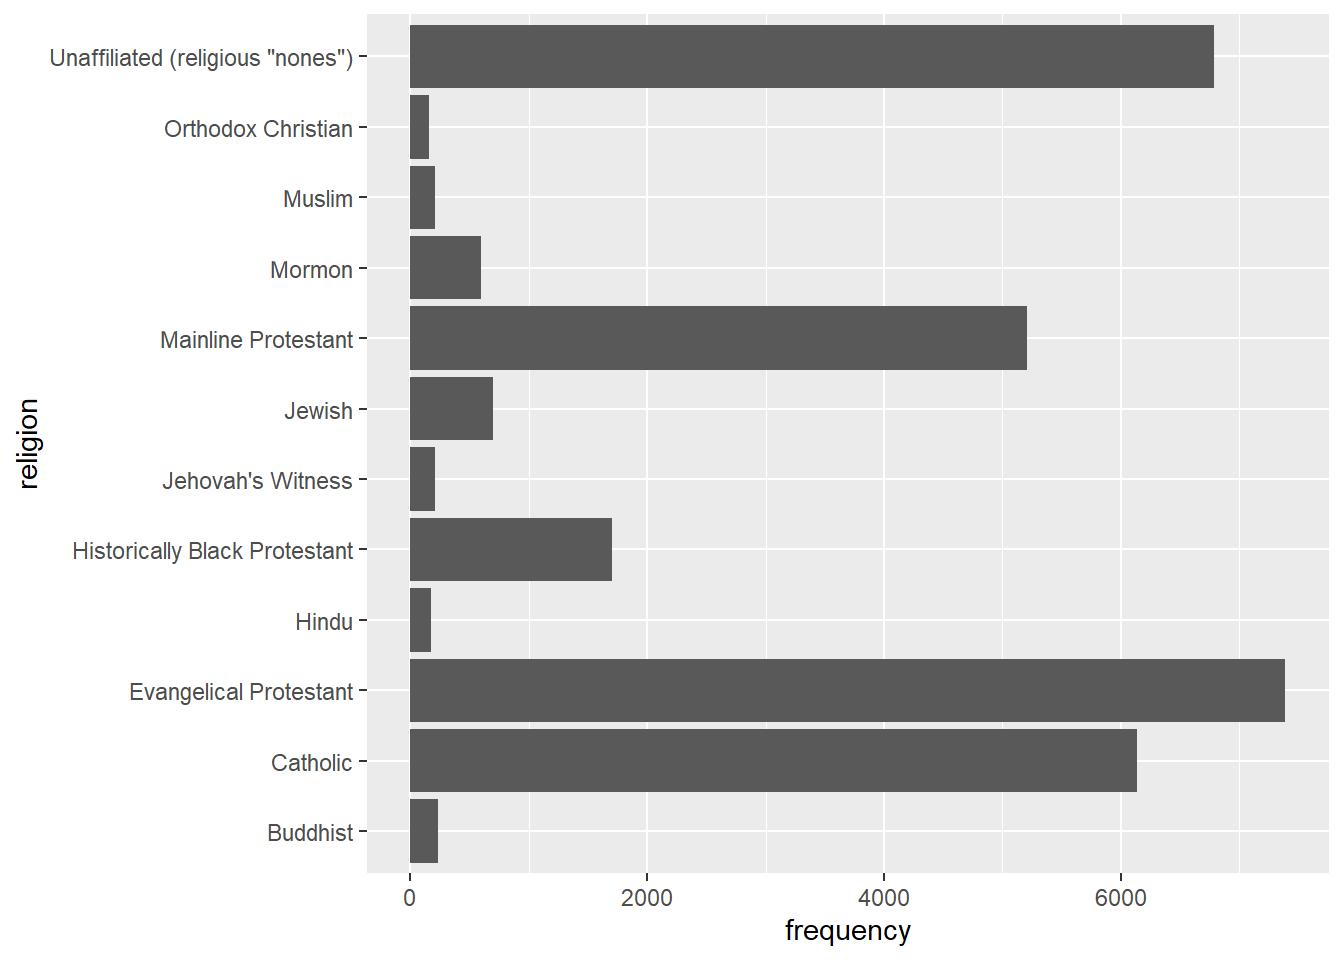 Unaffiliated (religious "nones")
Orthodox Christian
Muslim
Mormon
Mainline Protestant
Jewish
Jehovah's Witness
Historically Black Protestant
Hindu
Evangelical Protestant
Catholic
Buddhist
religion
0 2000 4000 6000
frequency